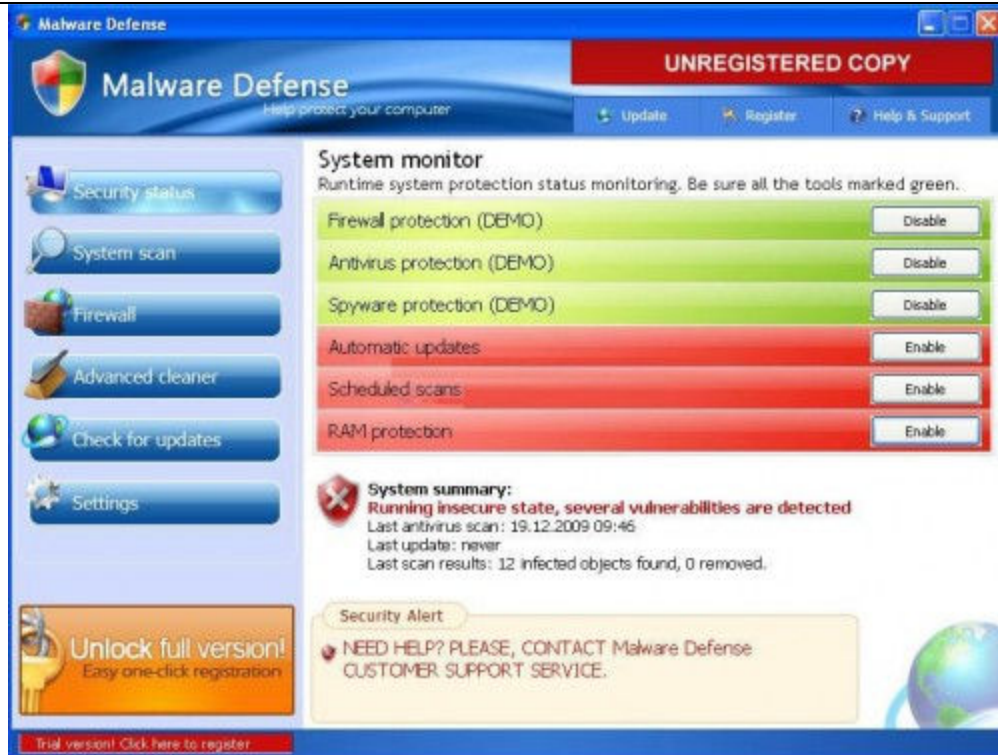 Malware Defense
Malware Defense
Help protect your computer
UNREGISTERED COPY
Update
Register
Help & Support
Security status
System scan
Firewall
Advanced cleaner
Check for updates
Settings
Unlock full version!
Easy one-click registration
Trial version! Click here to register
System monitor
Runtime system protection status monitoring. Be sure all the tools marked green.
Firewall protection (DEMO) Disable
Antivirus protection (DEMO) Disable
Spyware protection (DEMO) Disable
Automatic updates Enable
Scheduled scans Enable
RAM protection Enable
System summary:
Running insecure state, several vulnerabilities are detected
Last antivirus scan: 19.12.2009 09:46
Last update: never
Last scan results: 12 infected objects found, 0 removed.
Security Alert
NEED HELP? PLEASE, CONTACT Malware Defense
CUSTOMER SUPPORT SERVICE.